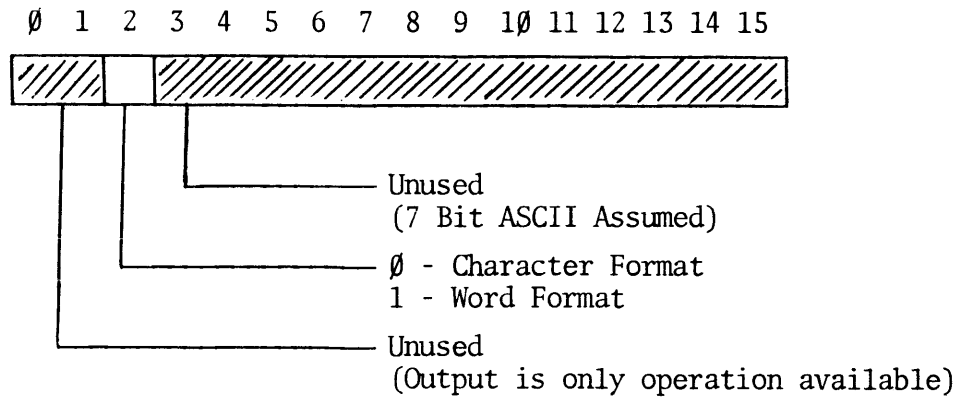 Ø 1 2 3 4 5 6 7 8 9 1Ø 11 12 13 14 15
Unused
(7 Bit ASCII Assumed)
Ø - Character Format
1 - Word Format
Unused
(Output is only operation available)